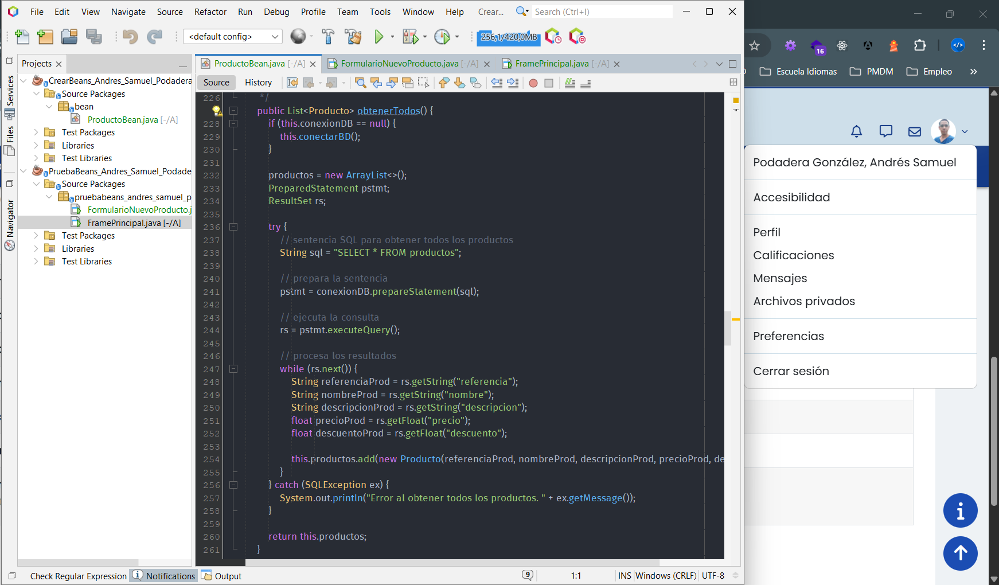 File Edit View Navigate Source Refactor Run Debug Profile Team Tools Window Help Crear... Search (Ctrl+I)
<default config> 256,1/420,0MB
16
Escuela Idiomas PMDM Empleo »
Services
Files
Navigator
Projects
CrearBeans_Andres_Samuel_Podadera
Source Packages
bean
ProductoBean.java [-/A]
Test Packages
Libraries
Test Libraries
PruebaBeans_Andres_Samuel_Podade
Source Packages
pruebabeans_andres_samuel_p
FormularioNuevoProducto.j
FramePrincipal.java [-/A]
Test Packages
Libraries
Test Libraries
ProductoBean.java [-/A] FormularioNuevoProducto.java [-/A] FramePrincipal.java [-/A]
Source History
226 */
public List<Producto> obtenerTodos() {
228 if (this.conexionDB == null) {
229 this.conectarBD();
230 }
231
232 productos = new ArrayList<>();
233 PreparedStatement pstmt;
234 ResultSet rs;
235
236 try {
237 // sentencia SQL para obtener todos los productos
238 String sql = "SELECT * FROM productos";
239
240 // prepara la sentencia
241 pstmt = conexionDB.prepareStatement(sql);
242
243 // ejecuta la consulta
244 rs = pstmt.executeQuery();
245
246 // procesa los resultados
247 while (rs.next()) {
248 String referenciaProd = rs.getString("referencia");
249 String nombreProd = rs.getString("nombre");
250 String descripcionProd = rs.getString("descripcion");
251 float precioProd = rs.getFloat("precio");
252 float descuentoProd = rs.getFloat("descuento");
253
254 this.productos.add(new Producto(referenciaProd, nombreProd, descripcionProd, precioProd, de
255 }
256 } catch (SQLException ex) {
257 System.out.println("Error al obtener todos los productos. " + ex.getMessage());
258 }
259
260 return this.productos;
261 }
Podadera González, Andrés Samuel
Accesibilidad
Perfil
Calificaciones
Mensajes
Archivos privados
Preferencias
Cerrar sesión
Check Regular Expression Notifications Output 9 1:1 INS Windows (CRLF) UTF-8